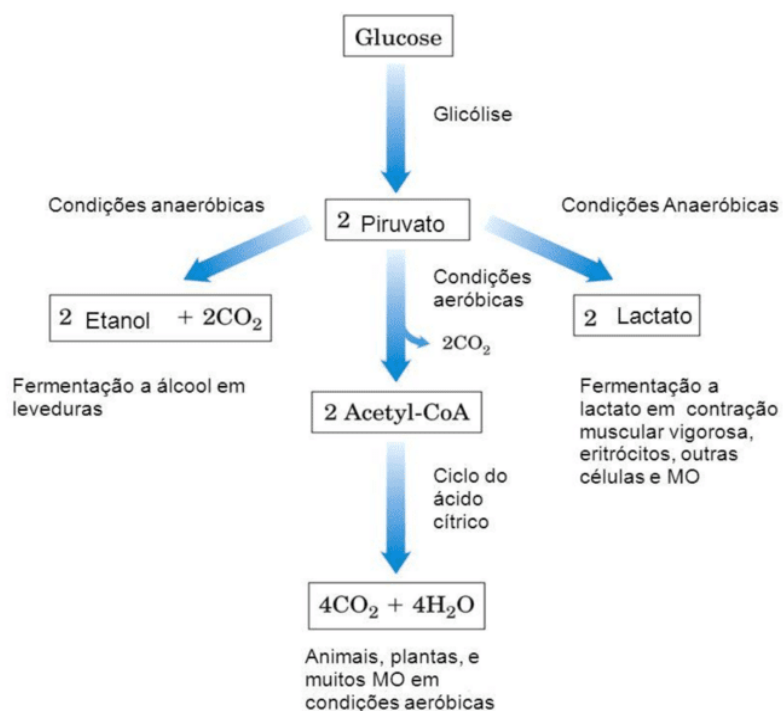 Glucose
Glicólise
Condições anaeróbicas
Condições Anaeróbicas
2 Piruvato
Condições
aeróbicas
2CO₂
2 Etanol + 2CO₂
2 Lactato
Fermentação a álcool em
leveduras
Fermentação a
lactato em contração
muscular vigorosa,
eritrócitos, outras
células e MO
2 Acetyl-CoA
Ciclo do
ácido
cítrico
4CO₂ + 4H₂O
Animais, plantas, e
muitos MO em
condições aeróbicas